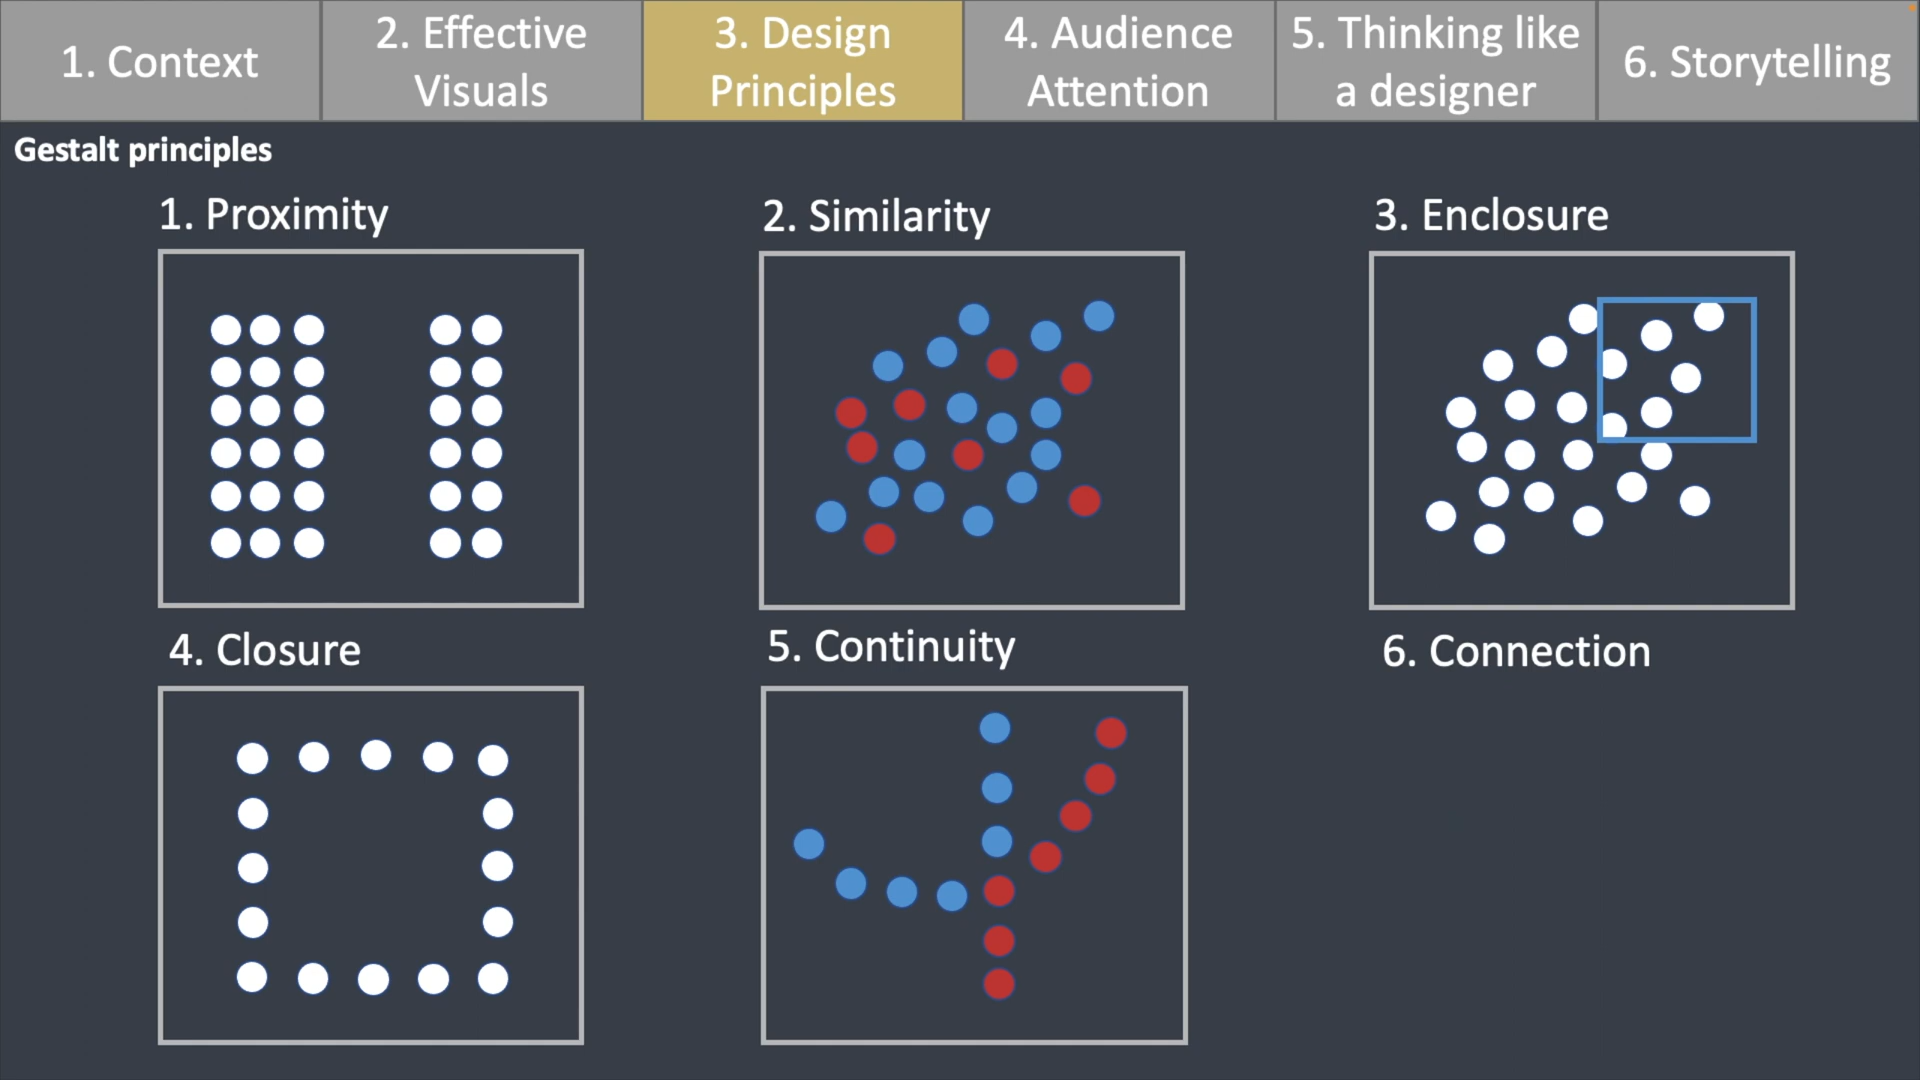 1. Context
2. Effective
Visuals
3. Design
Principles
4. Audience
Attention
5. Thinking like
a designer
6. Storytelling
Gestalt principles
1. Proximity
2. Similarity
3. Enclosure
4. Closure
5. Continuity
6. Connection